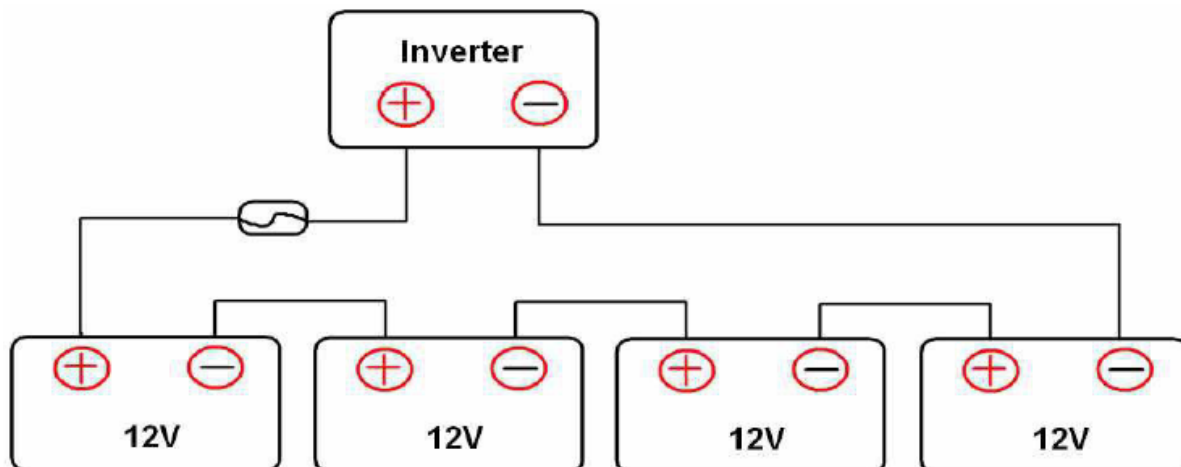 Inverter
+ −
+ − + − + − + −
12V 12V 12V 12V